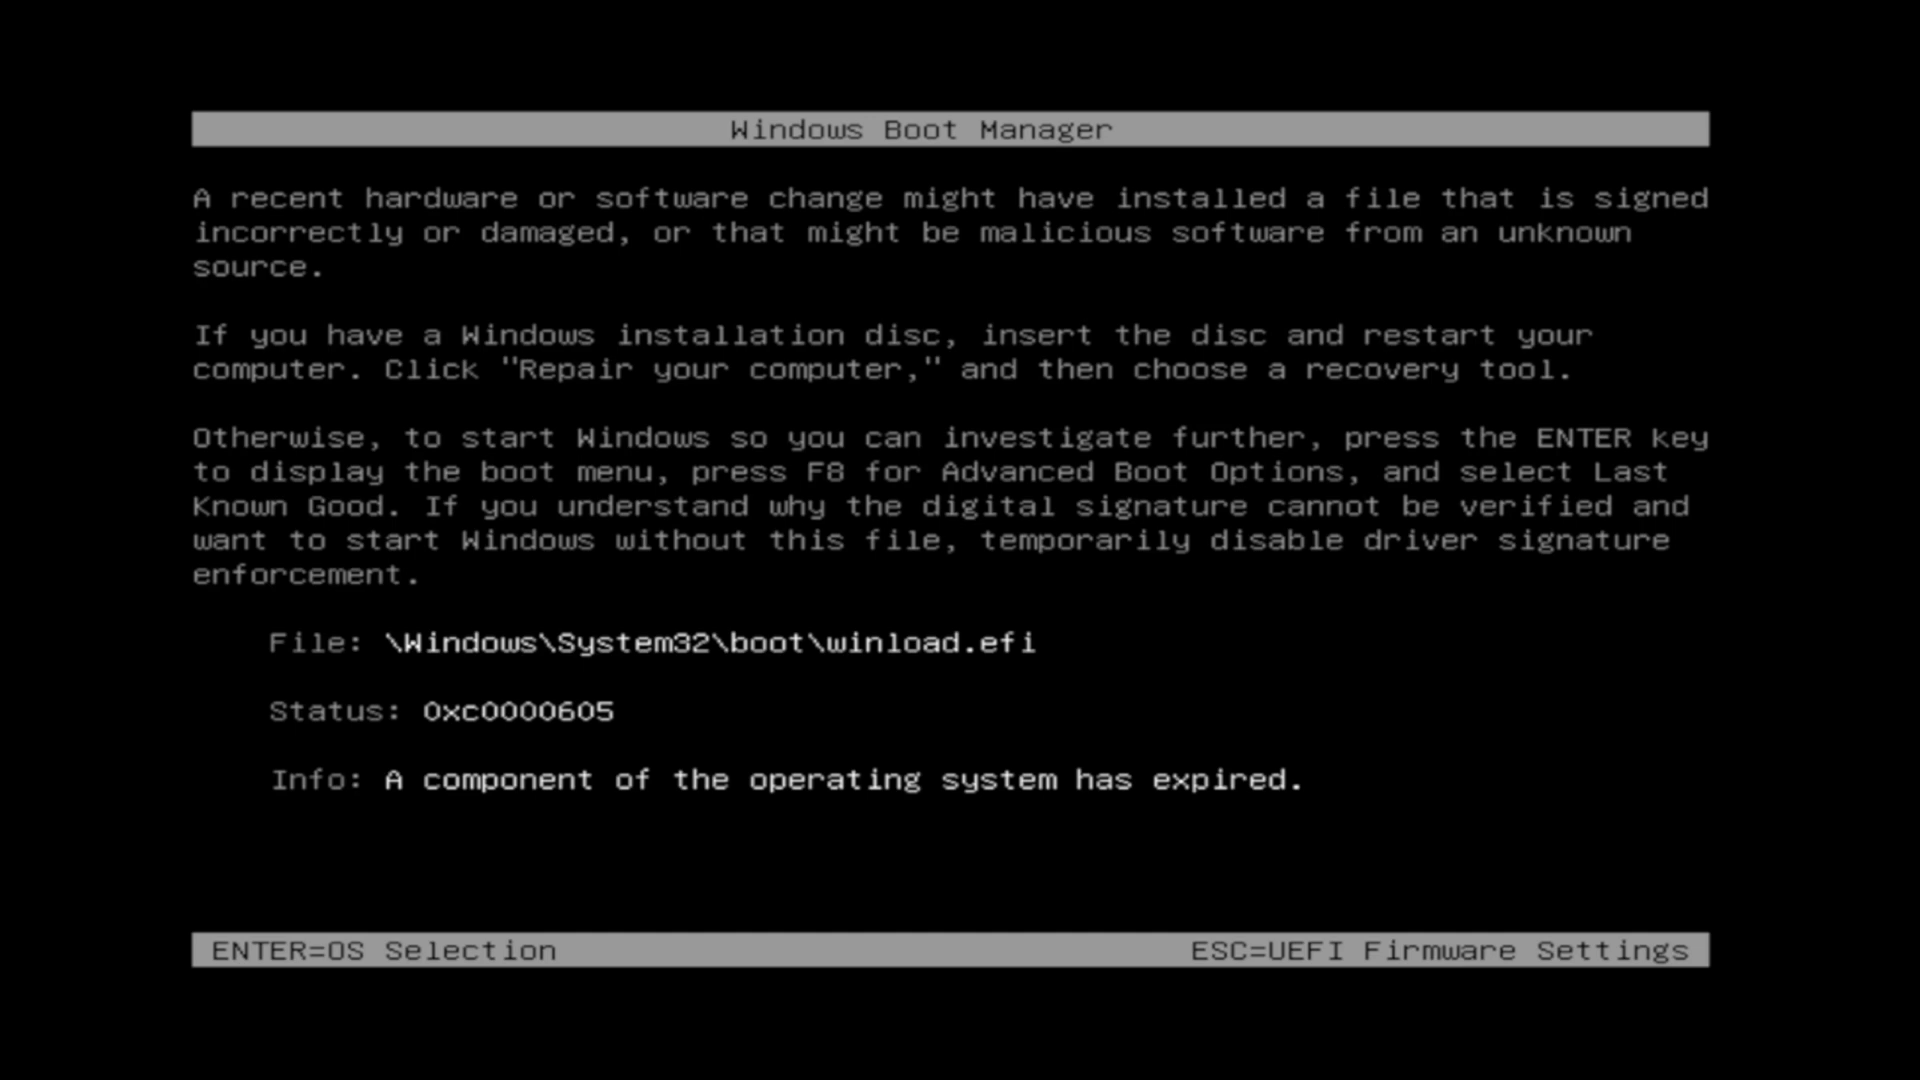 Windows Boot Manager
A recent hardware or software change might have installed a file that is signed
incorrectly or damaged, or that might be malicious software from an unknown
source.
If you have a Windows installation disc, insert the disc and restart your
computer. Click "Repair your computer," and then choose a recovery tool.
Otherwise, to start Windows so you can investigate further, press the ENTER key
to display the boot menu, press F8 for Advanced Boot Options, and select Last
Known Good. If you understand why the digital signature cannot be verified and
want to start Windows without this file, temporarily disable driver signature
enforcement.
File: \Windows\System32\boot\winload.efi
Status: 0xc0000605
Info: A component of the operating system has expired.
ENTER=OS Selection ESC=UEFI Firmware Settings